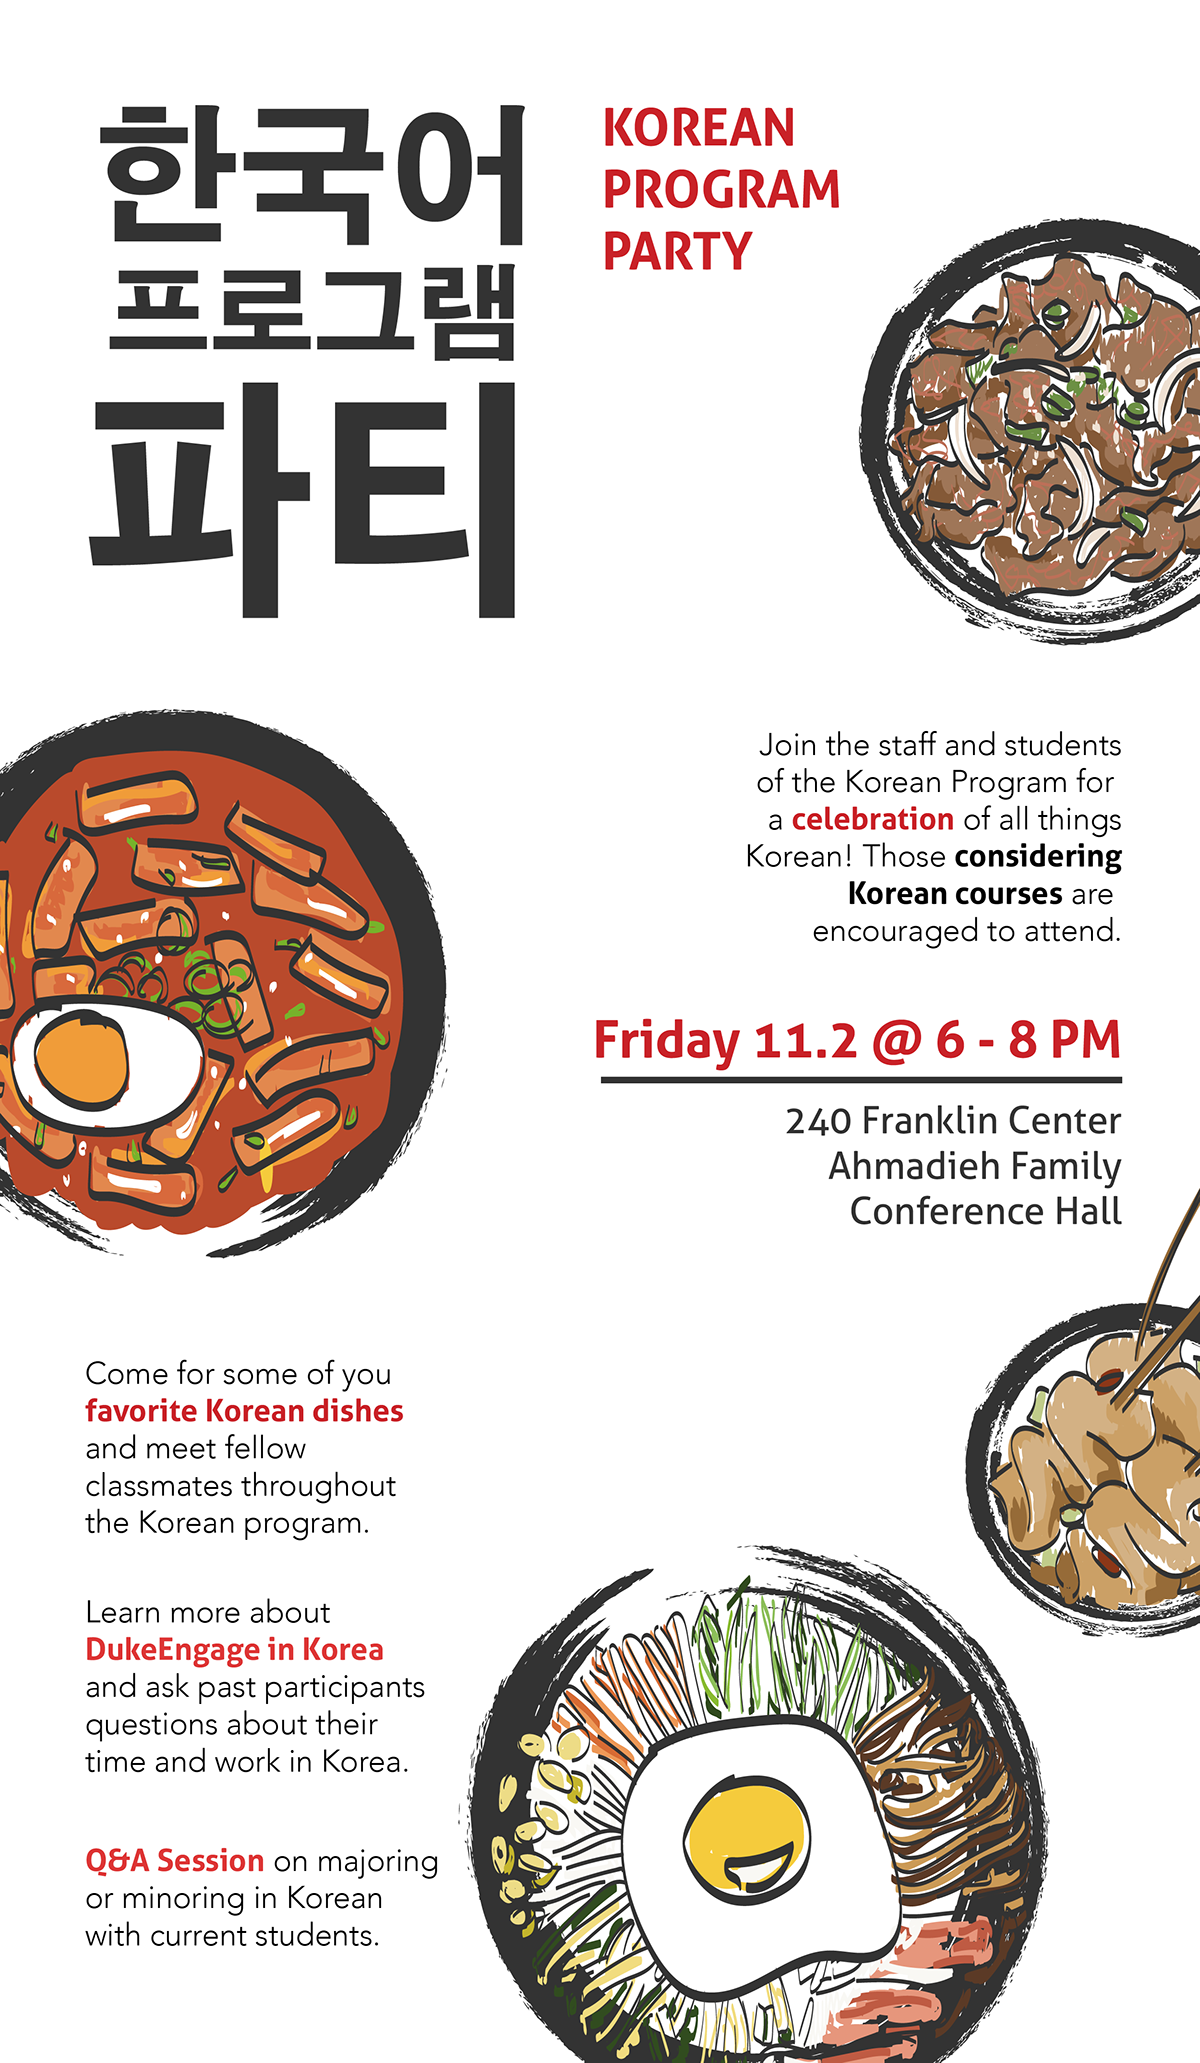 한국어
프로그램
파티
KOREAN
PROGRAM
PARTY
Join the staff and students
of the Korean Program for
a celebration of all things
Korean! Those considering
Korean courses are
encouraged to attend.
Friday 11.2 @ 6 - 8 PM
240 Franklin Center
Ahmadieh Family
Conference Hall
Come for some of you
favorite Korean dishes
and meet fellow
classmates throughout
the Korean program.
Learn more about
DukeEngage in Korea
and ask past participants
questions about their
time and work in Korea.
Q&A Session on majoring
or minoring in Korean
with current students.